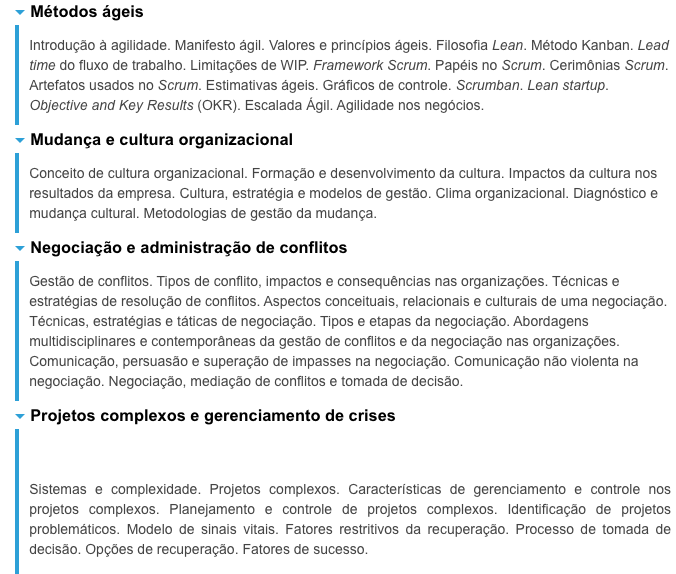 Métodos ágeis
Introdução à agilidade. Manifesto ágil. Valores e princípios ágeis. Filosofia Lean. Método Kanban. Lead
time do fluxo de trabalho. Limitações de WIP. Framework Scrum. Papéis no Scrum. Cerimônias Scrum.
Artefatos usados no Scrum. Estimativas ágeis. Gráficos de controle. Scrumban. Lean startup.
Objective and Key Results (OKR). Escalada Ágil. Agilidade nos negócios.
Mudança e cultura organizacional
Conceito de cultura organizacional. Formação e desenvolvimento da cultura. Impactos da cultura nos
resultados da empresa. Cultura, estratégia e modelos de gestão. Clima organizacional. Diagnóstico e
mudança cultural. Metodologias de gestão da mudança.
Negociação e administração de conflitos
Gestão de conflitos. Tipos de conflito, impactos e consequências nas organizações. Técnicas e
estratégias de resolução de conflitos. Aspectos conceituais, relacionais e culturais de uma negociação.
Técnicas, estratégias e táticas de negociação. Tipos e etapas da negociação. Abordagens
multidisciplinares e contemporâneas da gestão de conflitos e da negociação nas organizações.
Comunicação, persuasão e superação de impasses na negociação. Comunicação não violenta na
negociação. Negociação, mediação de conflitos e tomada de decisão.
Projetos complexos e gerenciamento de crises
Sistemas e complexidade. Projetos complexos. Características de gerenciamento e controle nos
projetos complexos. Planejamento e controle de projetos complexos. Identificação de projetos
problemáticos. Modelo de sinais vitais. Fatores restritivos da recuperação. Processo de tomada de
decisão. Opções de recuperação. Fatores de sucesso.